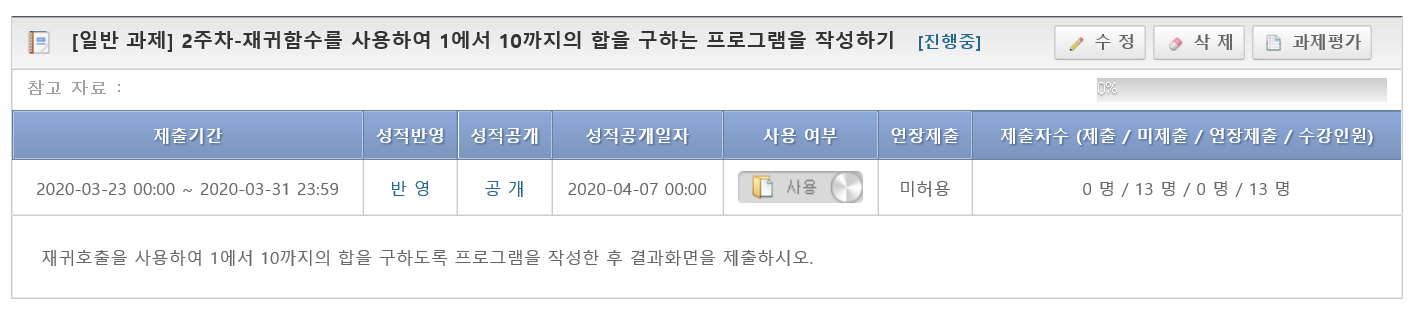 [일반 과제] 2주차-재귀함수를 사용하여 1에서 10까지의 합을 구하는 프로그램을 작성하기 [진행중] 수 정 삭 제 과제평가
참고 자료 : 0%
제출기간 성적반영 성적공개 성적공개일자 사용 여부 연장제출 제출자수 (제출 / 미제출 / 연장제출 / 수강인원)
2020-03-23 00:00 ~ 2020-03-31 23:59 반 영 공 개 2020-04-07 00:00 사용 미허용 0 명 / 13 명 / 0 명 / 13 명
재귀호출을 사용하여 1에서 10까지의 합을 구하도록 프로그램을 작성한 후 결과화면을 제출하시오.